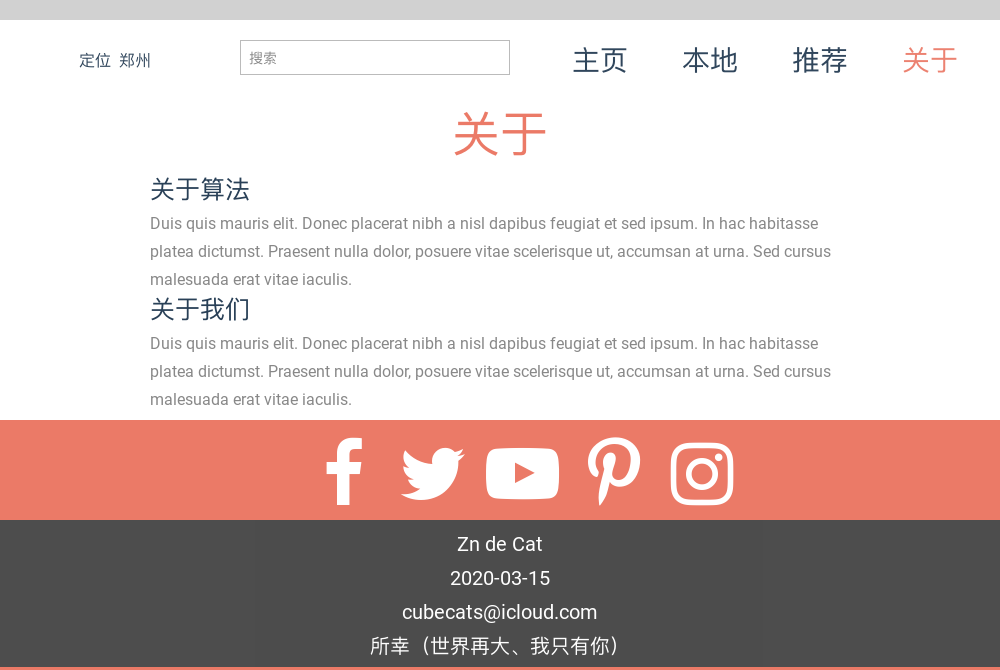 定位 郑州
搜索
主页 本地 推荐 关于
关于
关于算法
Duis quis mauris elit. Donec placerat nibh a nisl dapibus feugiat et sed ipsum. In hac habitasse
platea dictumst. Praesent nulla dolor, posuere vitae scelerisque ut, accumsan at urna. Sed cursus
malesuada erat vitae iaculis.
关于我们
Duis quis mauris elit. Donec placerat nibh a nisl dapibus feugiat et sed ipsum. In hac habitasse
platea dictumst. Praesent nulla dolor, posuere vitae scelerisque ut, accumsan at urna. Sed cursus
malesuada erat vitae iaculis.
Zn de Cat
2020-03-15
cubecats@icloud.com
所幸（世界再大、我只有你）